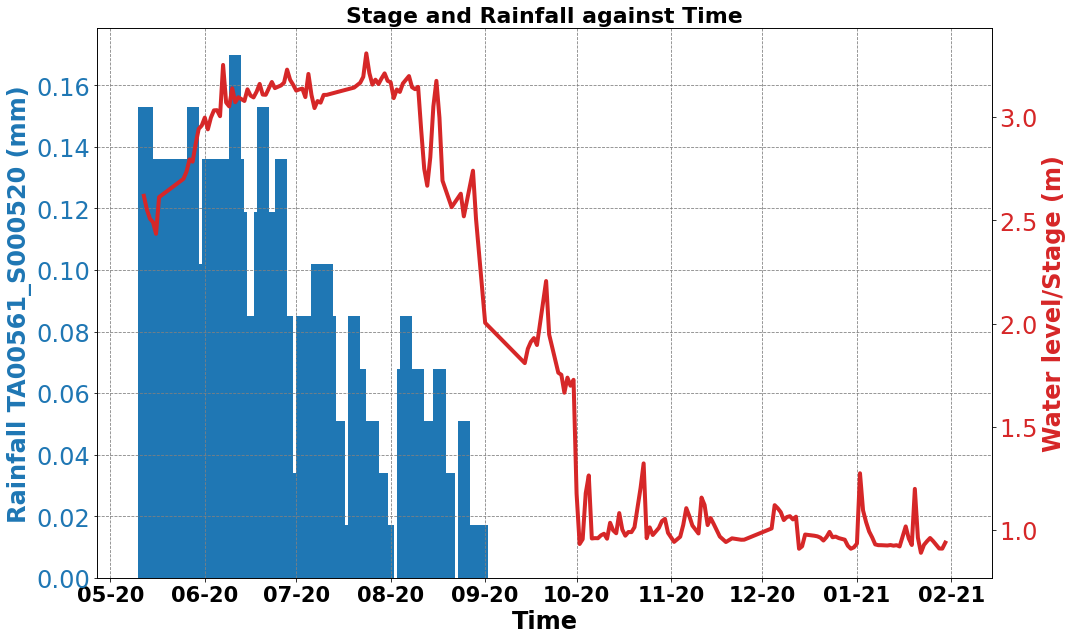 Stage and Rainfall against Time
Rainfall TA00561_S000520 (mm)
0.16
0.14
0.12
0.10
0.08
0.06
0.04
0.02
0.00
3.0
2.5
2.0
1.5
1.0
Water level/Stage (m)
05-20 06-20 07-20 08-20 09-20 10-20 11-20 12-20 01-21 02-21
Time